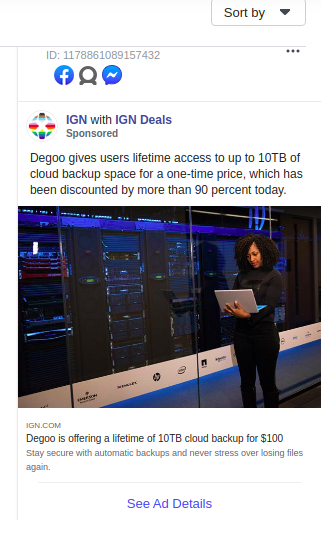 Sort by
ID: 1178861089157432
IGN with IGN Deals
Sponsored
Degoo gives users lifetime access to up to 10TB of
cloud backup space for a one-time price, which has
been discounted by more than 90 percent today.
EMERSON
hp
intel
IGN.COM
Degoo is offering a lifetime of 10TB cloud backup for $100
Stay secure with automatic backups and never stress over losing files
again.
See Ad Details